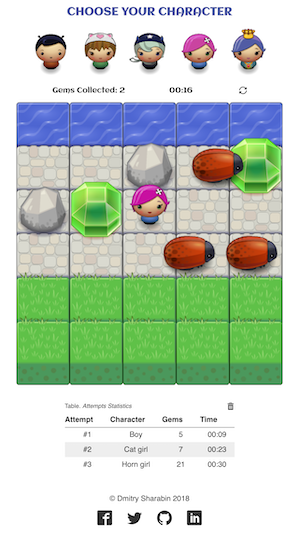 CHOOSE YOUR CHARACTER
Gems Collected: 2 00:16
Table. Attempts Statistics
Attempt Character Gems Time
#1 Boy 5 00:09
#2 Cat girl 7 00:23
#3 Horn girl 21 00:30
© Dmitry Sharabin 2018